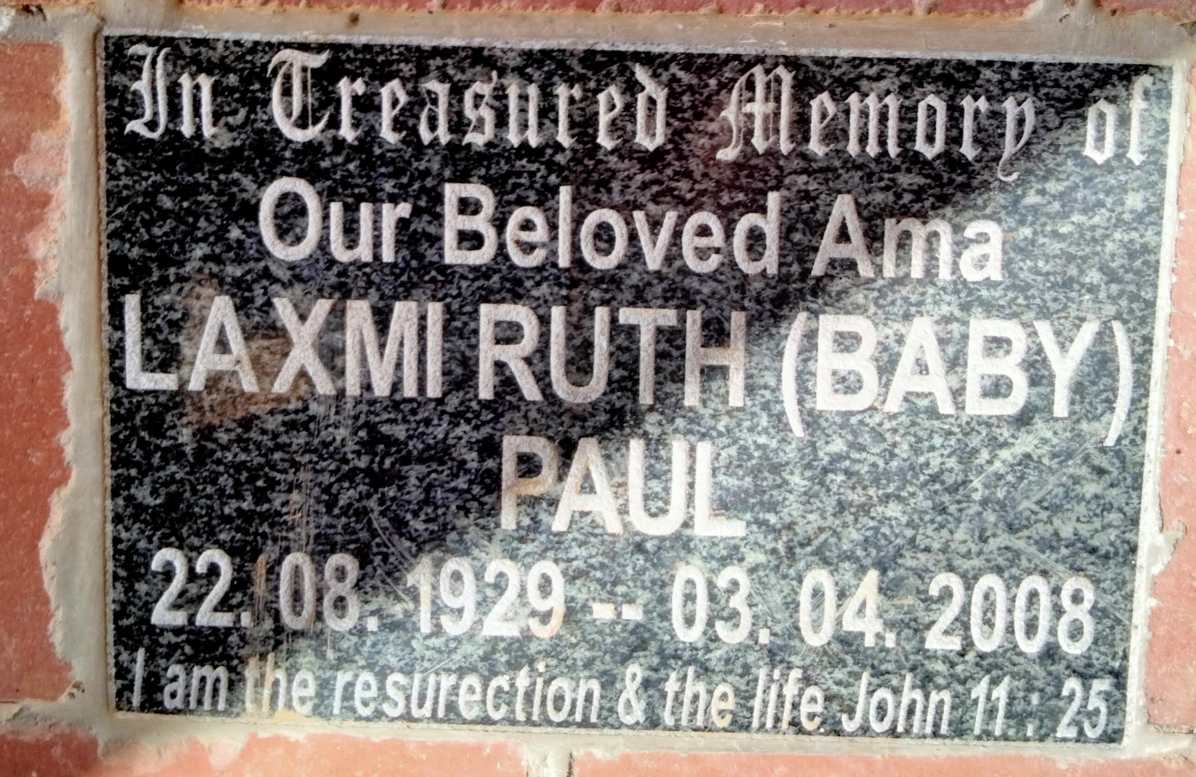 In Treasured Memory of
Our Beloved Ama
LAXMI RUTH (BABY)
PAUL
22. 08. 1929 -- 03. 04. 2008
I am the resurection & the life. John 11 : 25